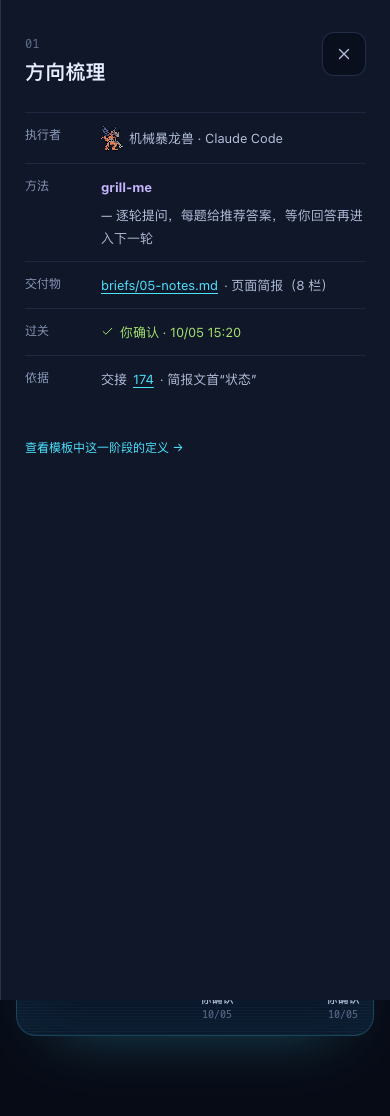 01
方向梳理
执行者
机械暴龙兽 · Claude Code
方法
grill-me
— 逐轮提问，每题给推荐答案，等你回答再进
入下一轮
交付物
briefs/05-notes.md · 页面简报（8 栏）
过关
✓ 你确认 · 10/05 15:20
依据
交接 174 · 简报文首“状态”
查看模板中这一阶段的定义 →
10/05 10/05